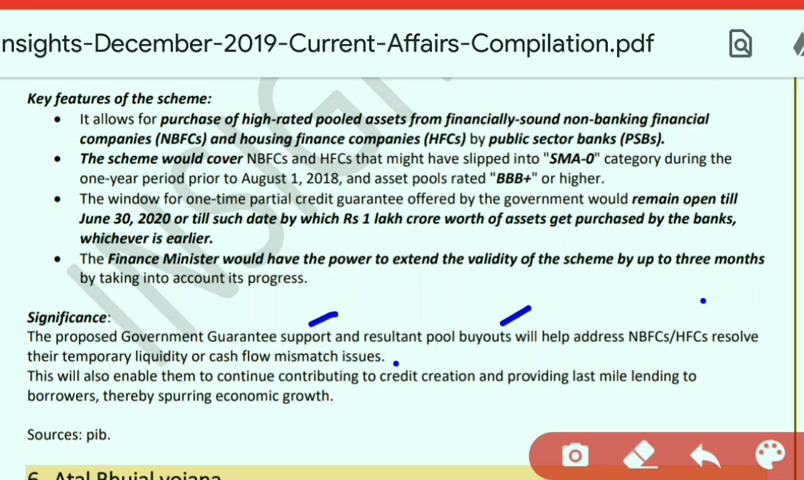 nsights-December-2019-Current-Affairs-Compilation.pdf
Key features of the scheme:
• It allows for purchase of high-rated pooled assets from financially-sound non-banking financial
companies (NBFCs) and housing finance companies (HFCs) by public sector banks (PSBs).
• The scheme would cover NBFCs and HFCs that might have slipped into "SMA-0" category during the
one-year period prior to August 1, 2018, and asset pools rated "BBB+" or higher.
• The window for one-time partial credit guarantee offered by the government would remain open till
June 30, 2020 or till such date by which Rs 1 lakh crore worth of assets get purchased by the banks,
whichever is earlier.
• The Finance Minister would have the power to extend the validity of the scheme by up to three months
by taking into account its progress.
Significance:
The proposed Government Guarantee support and resultant pool buyouts will help address NBFCs/HFCs resolve
their temporary liquidity or cash flow mismatch issues.
This will also enable them to continue contributing to credit creation and providing last mile lending to
borrowers, thereby spurring economic growth.
Sources: pib.
6. Atal Bhujal yojana